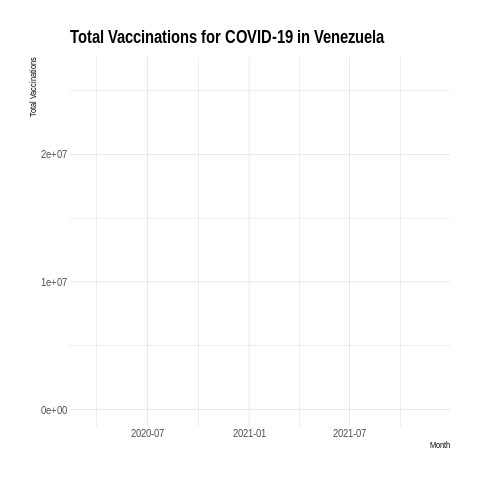 Total Vaccinations for COVID-19 in Venezuela
Total Vaccinations
2e+07
1e+07
0e+00
2020-07 2021-01 2021-07
Month